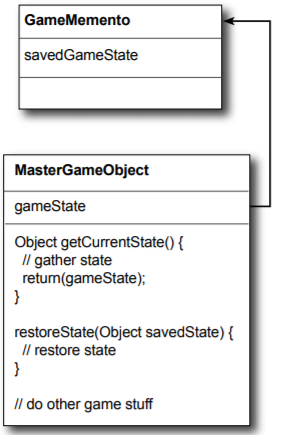 GameMemento
savedGameState
MasterGameObject
gameState
Object getCurrentState() {
// gather state
return(gameState);
}
restoreState(Object savedState) {
// restore state
}
// do other game stuff